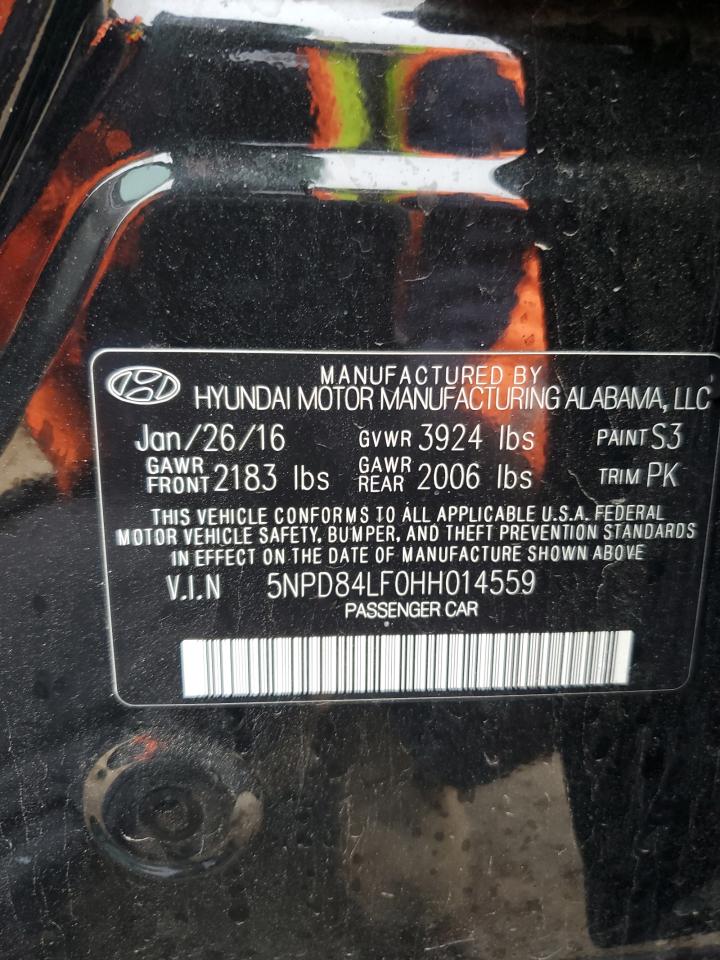 MANUFACTURED BY
HYUNDAI MOTOR MANUFACTURING ALABAMA, LLC
Jan/26/16 GVWR 3924 lbs PAINT S3
GAWR FRONT 2183 lbs GAWR REAR 2006 lbs TRIM PK
THIS VEHICLE CONFORMS TO ALL APPLICABLE U.S.A. FEDERAL
MOTOR VEHICLE SAFETY, BUMPER, AND THEFT PREVENTION STANDARDS
IN EFFECT ON THE DATE OF MANUFACTURE SHOWN ABOVE
V.I.N 5NPD84LF0HH014559
PASSENGER CAR